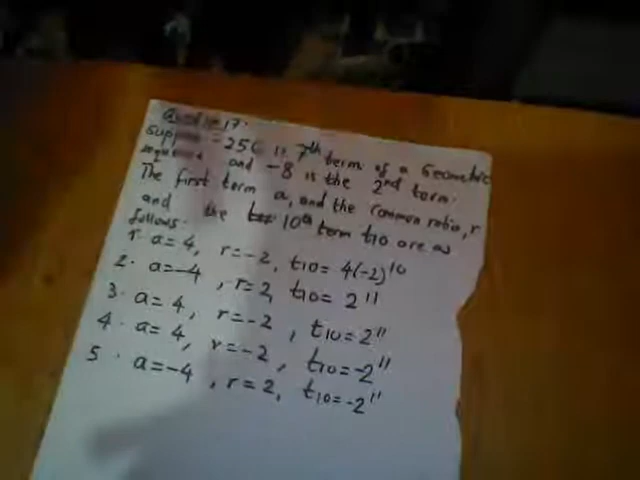 Question 17.
Suppose -256 is 7th term of a Geometric
sequence and -8 is the 2nd term.
The first term a, and the common ratio, r
and the 10th term t10 are as
follows.
1. a=4, r=-2, t10= 4(-2)^10
2. a=-4, r=2, t10= 2^11
3. a=4, r=-2, t10=2^11
4. a=4, r=-2, t10=-2^11
5. a=-4, r=2, t10=-2^11